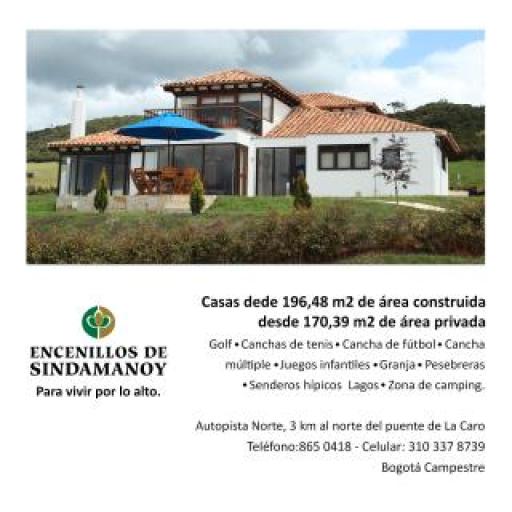 Casas dede 196,48 m2 de área construida
desde 170,39 m2 de área privada
Golf • Canchas de tenis • Cancha de fútbol • Cancha
múltiple • Juegos infantiles • Granja • Pesebreras
• Senderos hípicos Lagos • Zona de camping.
ENCENILLOS DE
SINDAMANOY
Para vivir por lo alto.
Autopista Norte, 3 km al norte del puente de La Caro
Teléfono:865 0418 - Celular: 310 337 8739
Bogotá Campestre